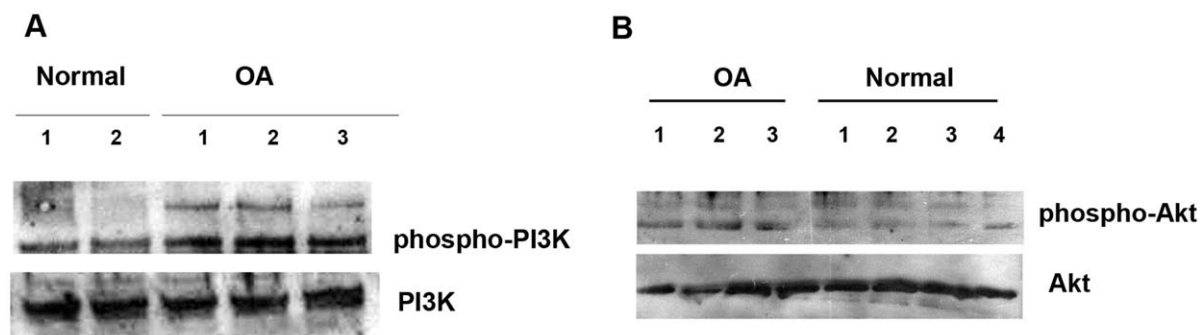 A
Normal OA
1 2 1 2 3
phospho-PI3K
PI3K
B
OA Normal
1 2 3 1 2 3 4
phospho-Akt
Akt